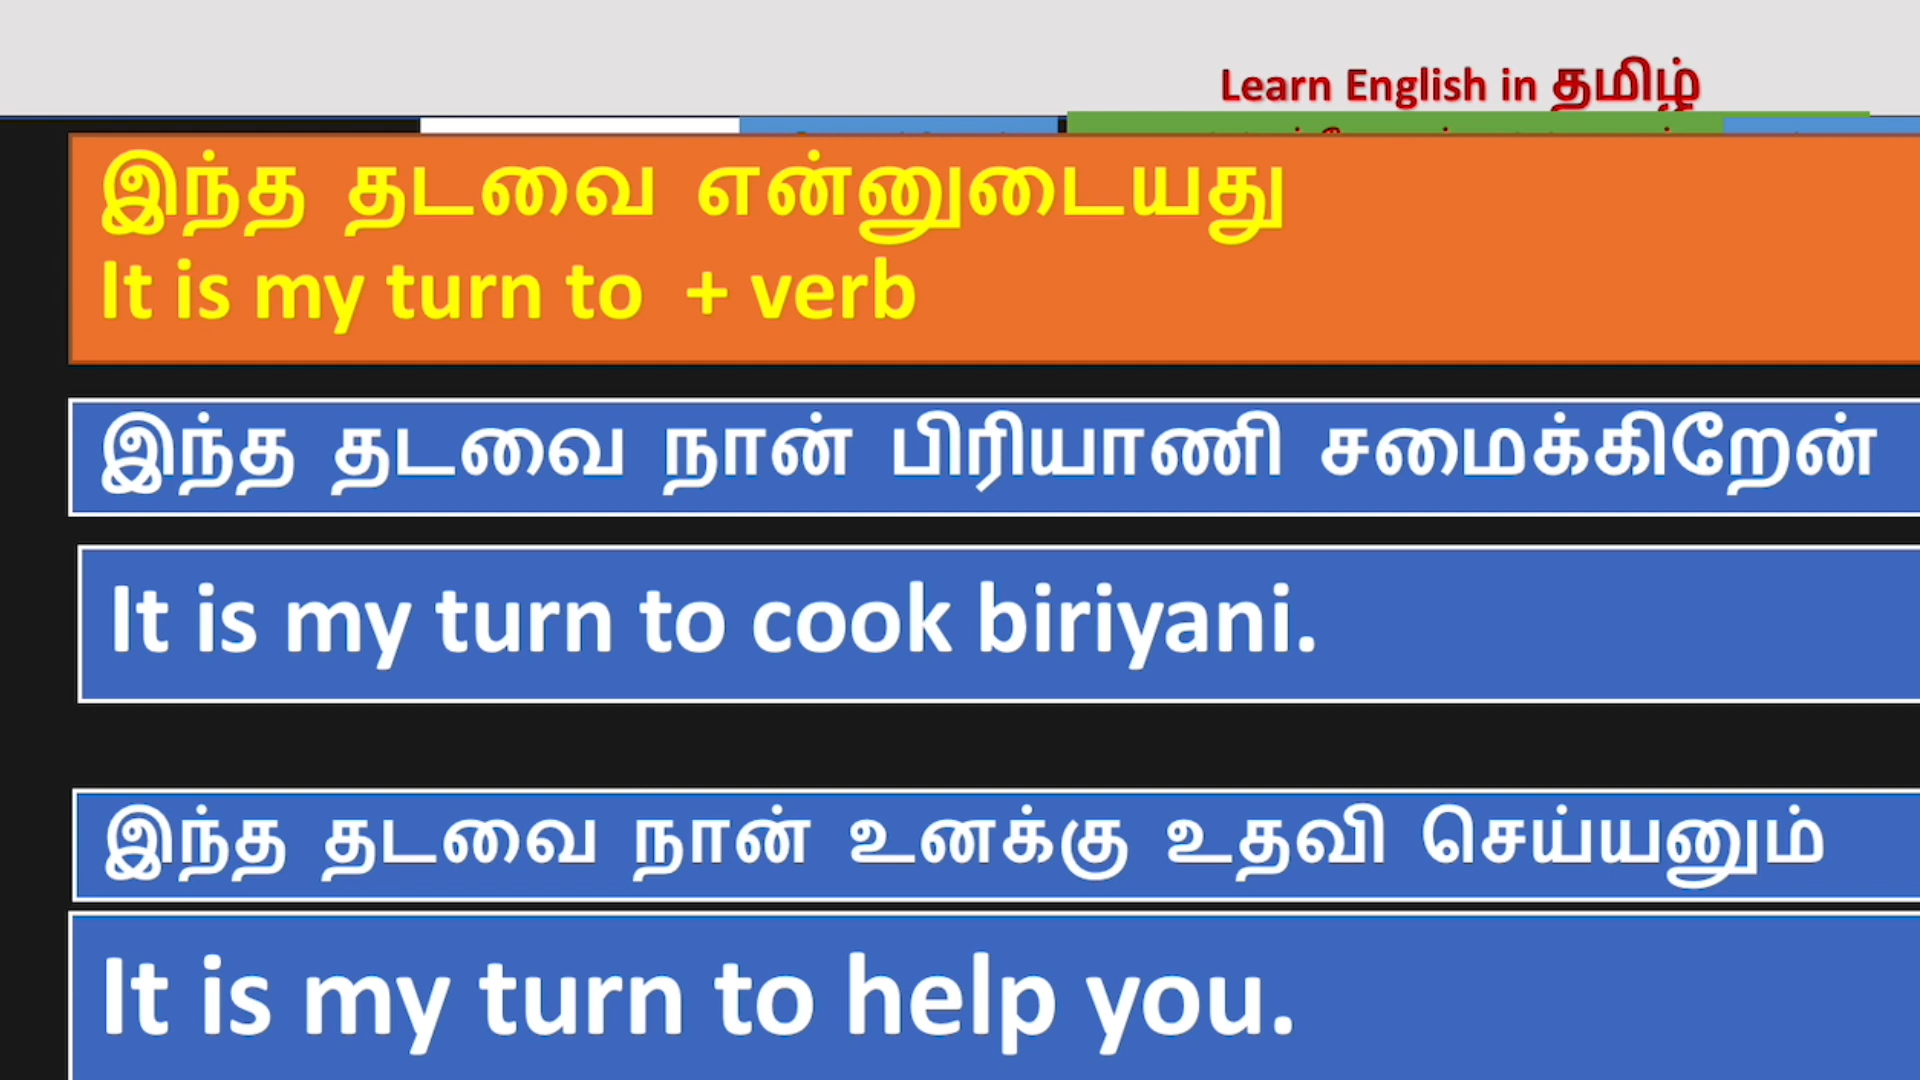 Learn English in தமிழ்
இந்த தடவை என்னுடையது
It is my turn to + verb
இந்த தடவை நான் பிரியாணி சமைக்கிறேன்
It is my turn to cook biriyani.
இந்த தடவை நான் உனக்கு உதவி செய்யனும்
It is my turn to help you.